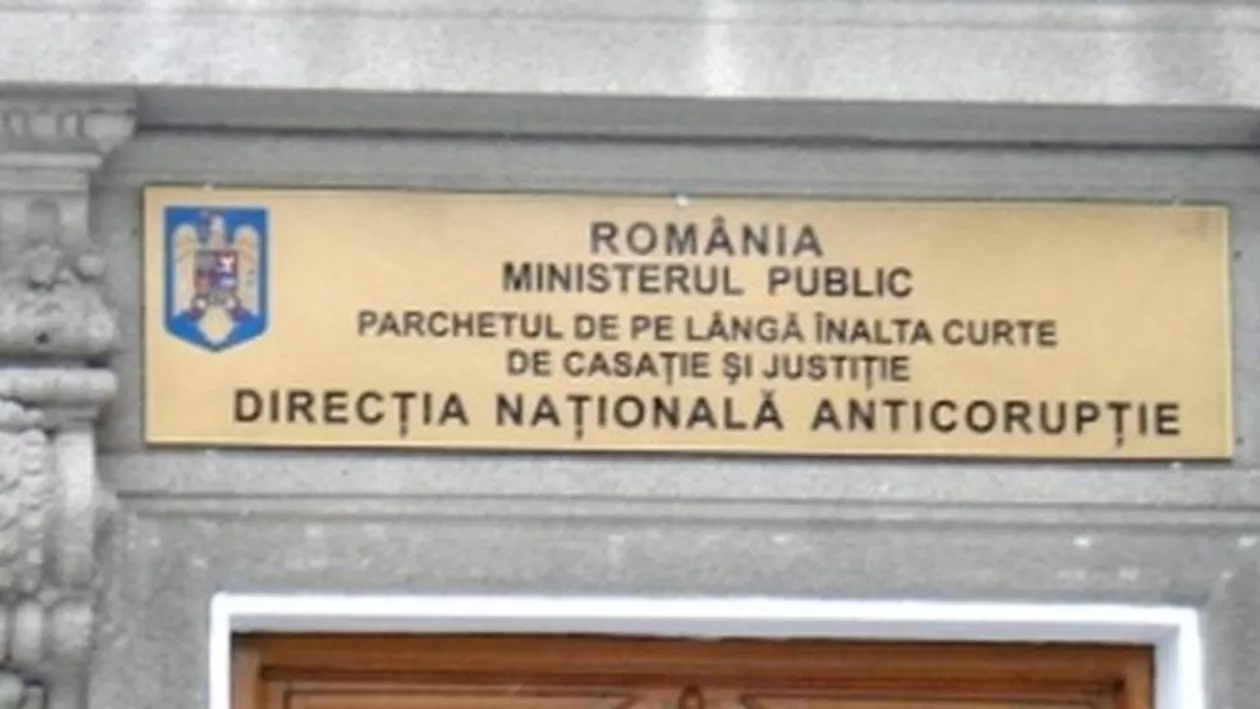 ROMÂNIA
MINISTERUL PUBLIC
PARCHETUL DE PE LÂNGĂ ÎNALTA CURTE
DE CASAȚIE ȘI JUSTIȚIE
DIRECȚIA NAȚIONALĂ ANTICORUPȚIE